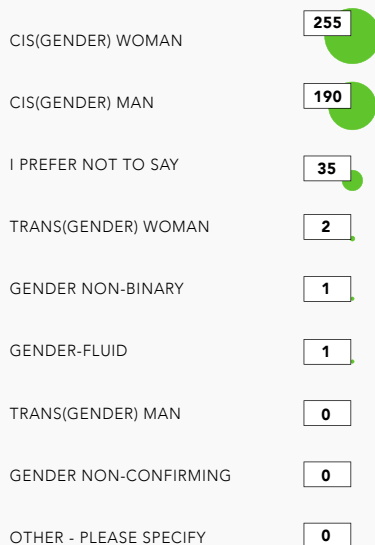 CIS(GENDER) WOMAN 255
CIS(GENDER) MAN 190
I PREFER NOT TO SAY 35
TRANS(GENDER) WOMAN 2
GENDER NON-BINARY 1
GENDER-FLUID 1
TRANS(GENDER) MAN 0
GENDER NON-CONFIRMING 0
OTHER - PLEASE SPECIFY 0